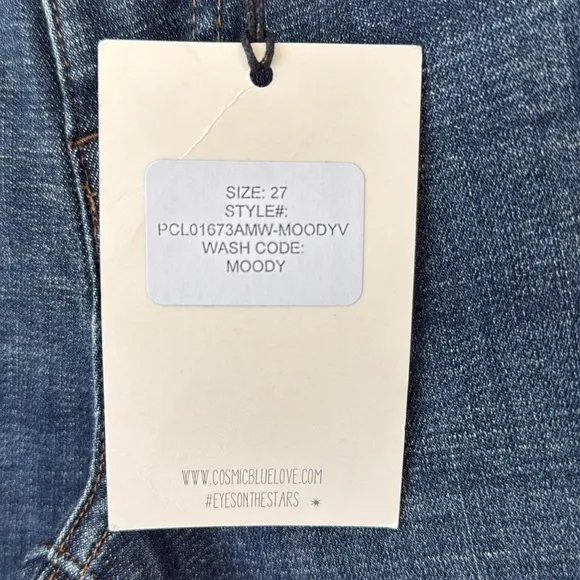 SIZE: 27
STYLE#:
PCL01673AMW-MOODYV
WASH CODE:
MOODY
WWW.COSMICBLUELOVE.COM
#EYESONTHESTARS